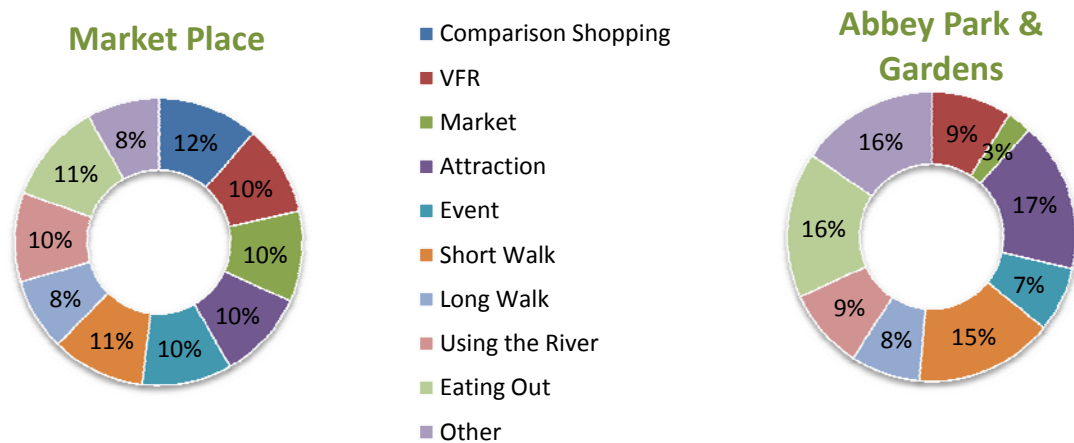 Market Place
12%
10%
10%
10%
10%
11%
8%
10%
11%
8%
Comparison Shopping
VFR
Market
Attraction
Event
Short Walk
Long Walk
Using the River
Eating Out
Other
Abbey Park &
Gardens
9%
3%
17%
7%
15%
8%
9%
16%
16%